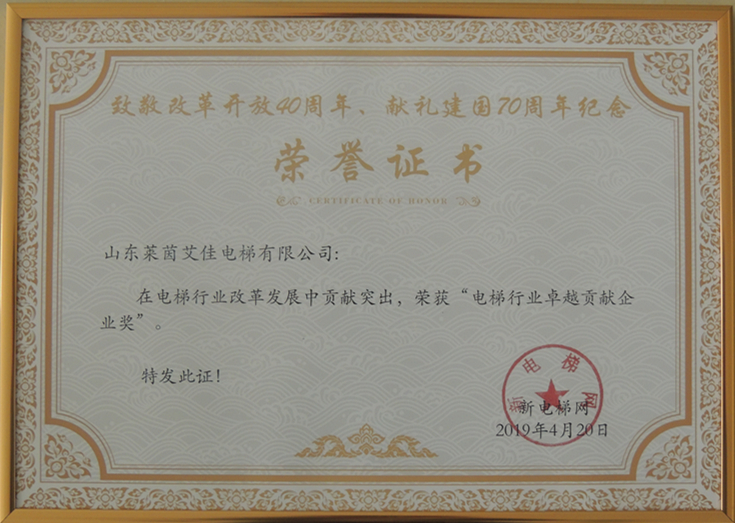 致敬改革开放40周年、献礼建国70周年纪念
荣誉证书
CERTIFICATE OF HONOR
山东莱茵艾佳电梯有限公司:
在电梯行业改革发展中贡献突出，荣获“电梯行业卓越贡献企
业奖”。
特发此证!
新电梯网
新电梯网
2019年4月20日